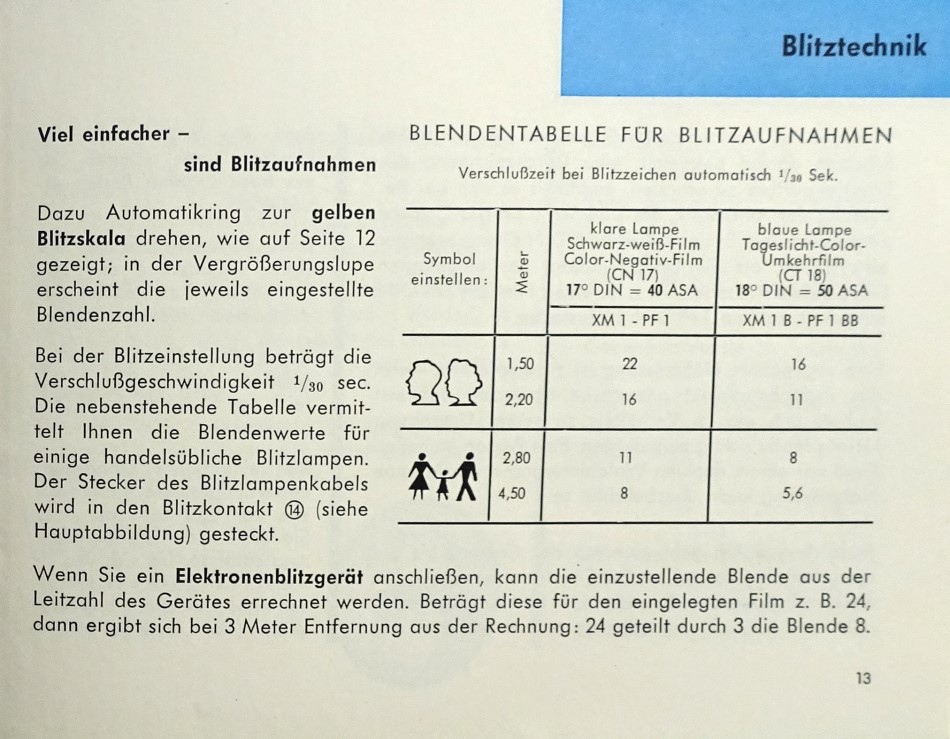 Blitztechnik
Viel einfacher –
sind Blitzaufnahmen
Dazu Automatikring zur gelben
Blitzskala drehen, wie auf Seite 12
gezeigt; in der Vergrößerungslupe
erscheint die jeweils eingestellte
Blendenzahl.
Bei der Blitzeinstellung beträgt die
Verschlußgeschwindigkeit 1/30 sec.
Die nebenstehende Tabelle vermit-
telt Ihnen die Blendenwerte für
einige handelsübliche Blitzlampen.
Der Stecker des Blitzlampenkabels
wird in den Blitzkontakt ⑭ (siehe
Hauptabbildung) gesteckt.
BLENDENTABELLE FÜR BLITZAUFNAHMEN
Verschlußzeit bei Blitzzeichen automatisch 1/30 Sek.
Symbol
einstellen:
Meter
klare Lampe
Schwarz-weiß-Film
Color-Negativ-Film
(CN 17)
17° DIN = 40 ASA
blaue Lampe
Tageslicht-Color-
Umkehrfilm
(CT 18)
18° DIN = 50 ASA
XM 1 - PF 1
XM 1 B - PF 1 BB
1,50 22 16
2,20 16 11
2,80 11 8
4,50 8 5,6
Wenn Sie ein Elektronenblitzgerät anschließen, kann die einzustellende Blende aus der
Leitzahl des Gerätes errechnet werden. Beträgt diese für den eingelegten Film z. B. 24,
dann ergibt sich bei 3 Meter Entfernung aus der Rechnung: 24 geteilt durch 3 die Blende 8.
13